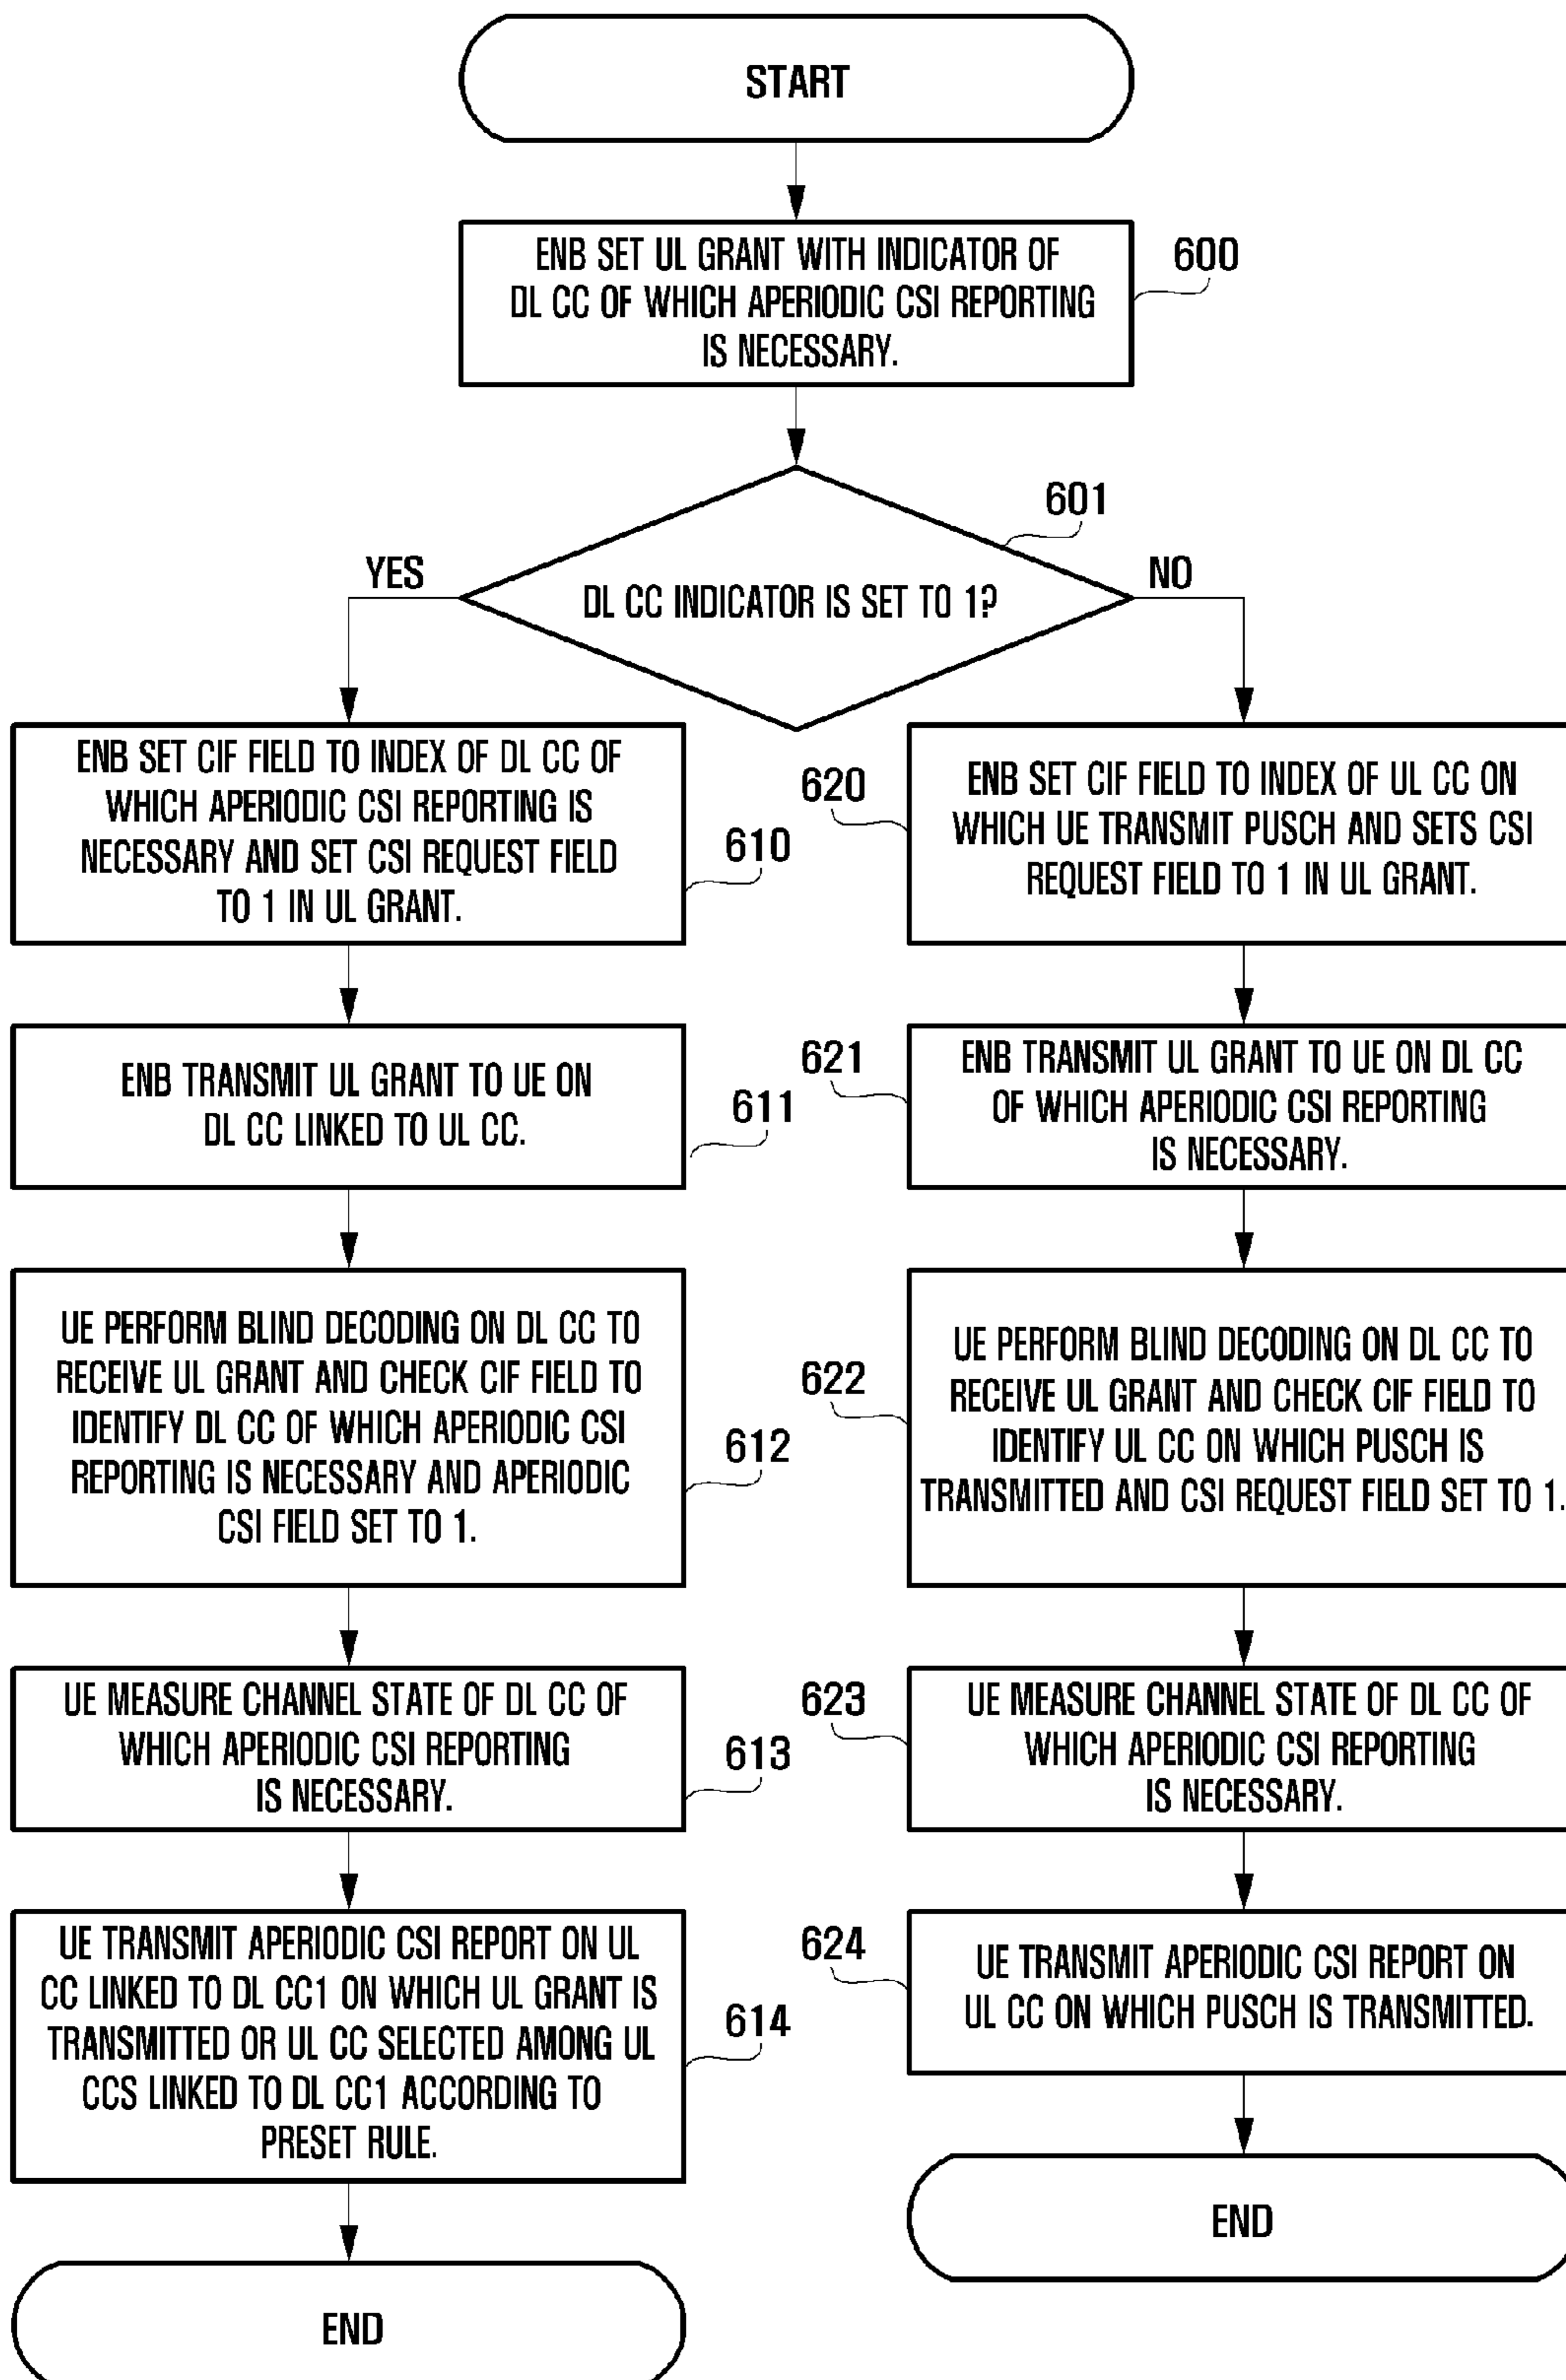 START
ENB SET UL GRANT WITH INDICATOR OF
DL CC OF WHICH APERIODIC CSI REPORTING
IS NECESSARY.
600
601
YES
DL CC INDICATOR IS SET TO 1?
NO
ENB SET CIF FIELD TO INDEX OF DL CC OF
WHICH APERIODIC CSI REPORTING IS
NECESSARY AND SET CSI REQUEST FIELD
TO 1 IN UL GRANT.
610
620
ENB SET CIF FIELD TO INDEX OF UL CC ON
WHICH UE TRANSMIT PUSCH AND SETS CSI
REQUEST FIELD TO 1 IN UL GRANT.
ENB TRANSMIT UL GRANT TO UE ON
DL CC LINKED TO UL CC.
611
621
ENB TRANSMIT UL GRANT TO UE ON DL CC
OF WHICH APERIODIC CSI REPORTING
IS NECESSARY.
UE PERFORM BLIND DECODING ON DL CC TO
RECEIVE UL GRANT AND CHECK CIF FIELD TO
IDENTIFY DL CC OF WHICH APERIODIC CSI
REPORTING IS NECESSARY AND APERIODIC
CSI FIELD SET TO 1.
612
622
UE PERFORM BLIND DECODING ON DL CC TO
RECEIVE UL GRANT AND CHECK CIF FIELD TO
IDENTIFY UL CC ON WHICH PUSCH IS
TRANSMITTED AND CSI REQUEST FIELD SET TO 1.
UE MEASURE CHANNEL STATE OF DL CC OF
WHICH APERIODIC CSI REPORTING
IS NECESSARY.
613
623
UE MEASURE CHANNEL STATE OF DL CC OF
WHICH APERIODIC CSI REPORTING
IS NECESSARY.
UE TRANSMIT APERIODIC CSI REPORT ON UL
CC LINKED TO DL CC1 ON WHICH UL GRANT IS
TRANSMITTED OR UL CC SELECTED AMONG UL
CCS LINKED TO DL CC1 ACCORDING TO
PRESET RULE.
614
624
UE TRANSMIT APERIODIC CSI REPORT ON
UL CC ON WHICH PUSCH IS TRANSMITTED.
END
END